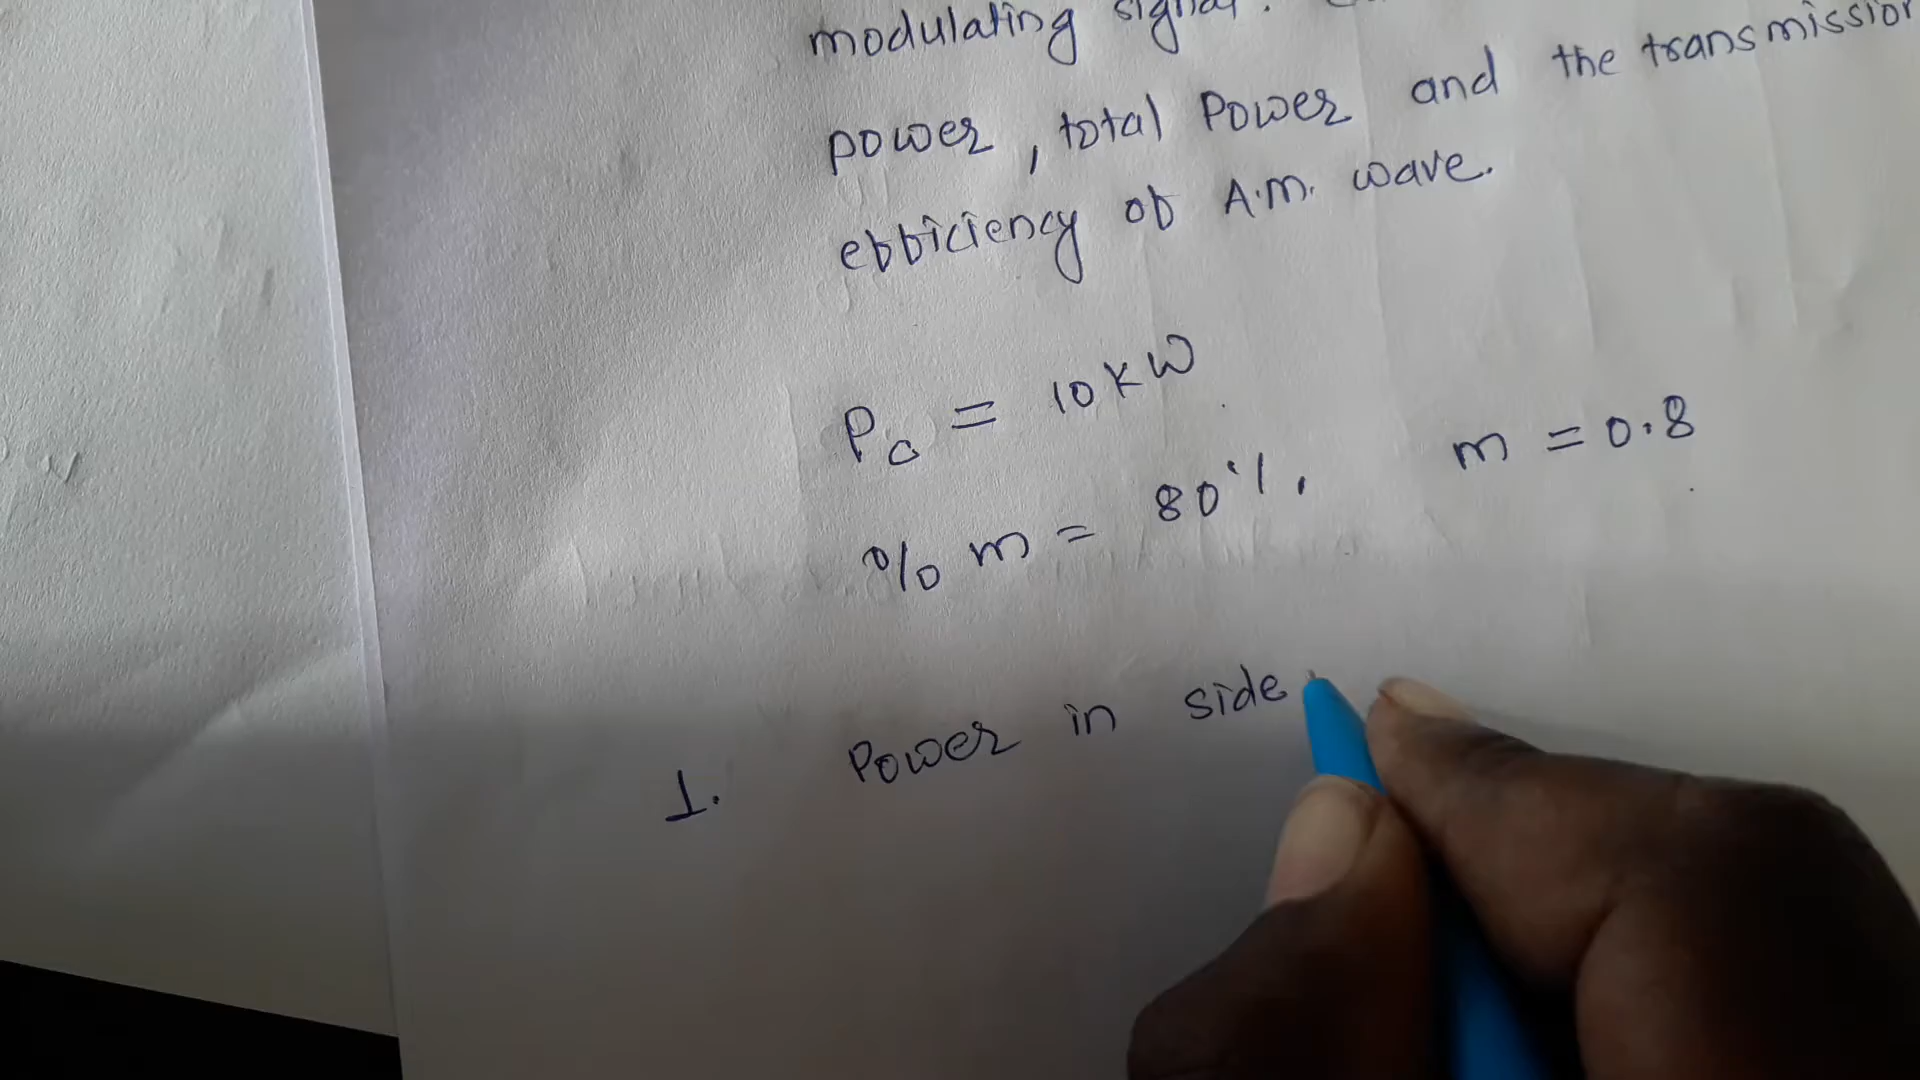 modulating signal.
power, total Power and the transmission
efficiency of A.M. wave.
Pc = 10KW
% m = 80%, m = 0.8
1. Power in side